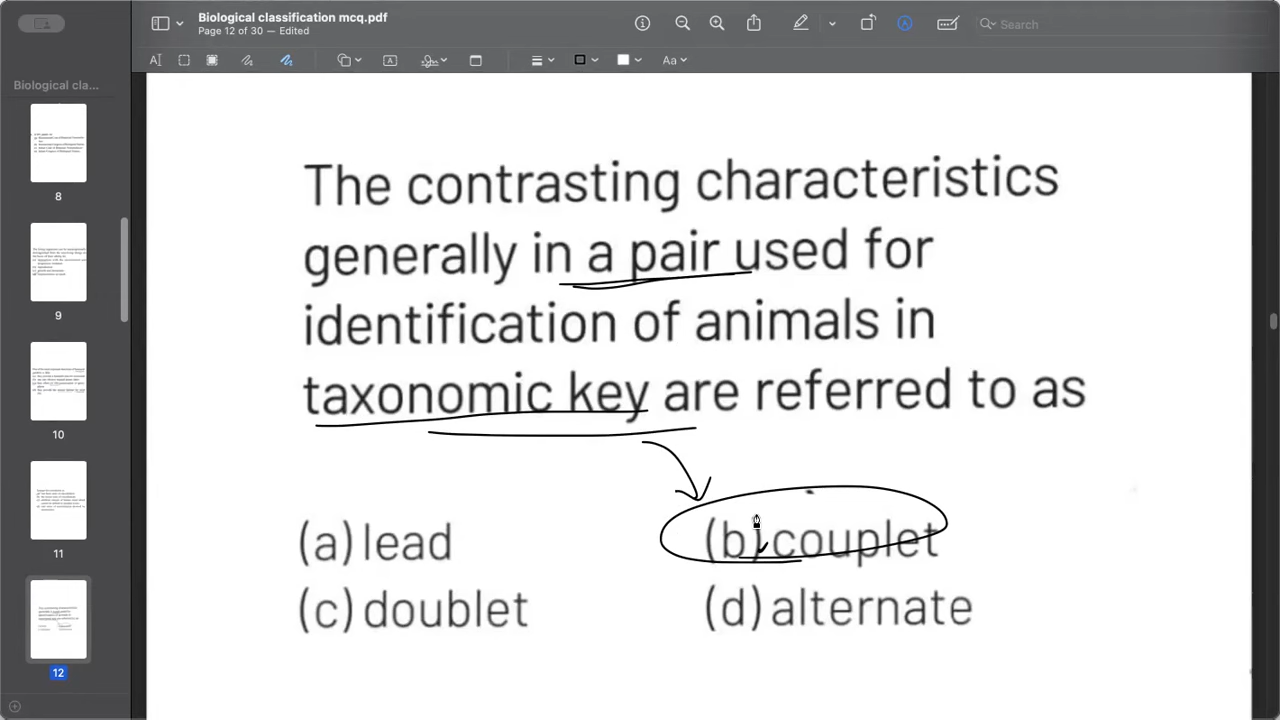 Biological classification mcq.pdf
Page 12 of 30 — Edited
Search
Aa
Biological cla...
8
9
10
11
12
The contrasting characteristics
generally in a pair used for
identification of animals in
taxonomic key are referred to as
(a) lead
(b) couplet
(c) doublet
(d) alternate